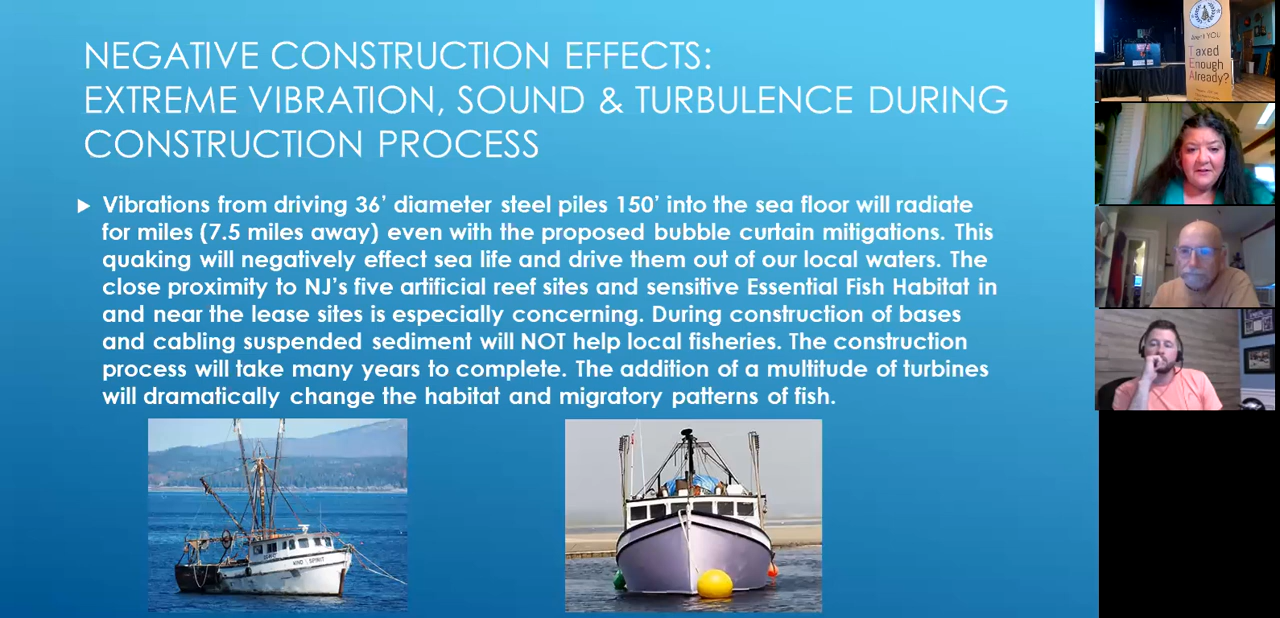 NEGATIVE CONSTRUCTION EFFECTS:
EXTREME VIBRATION, SOUND & TURBULENCE DURING
CONSTRUCTION PROCESS
Vibrations from driving 36' diameter steel piles 150' into the sea floor will radiate
for miles (7.5 miles away) even with the proposed bubble curtain mitigations. This
quaking will negatively effect sea life and drive them out of our local waters. The
close proximity to NJ's five artificial reef sites and sensitive Essential Fish Habitat in
and near the lease sites is especially concerning. During construction of bases
and cabling suspended sediment will NOT help local fisheries. The construction
process will take many years to complete. The addition of a multitude of turbines
will dramatically change the habitat and migratory patterns of fish.
SPIRIT
Aren't YOU
Taxed
Enough
Already?